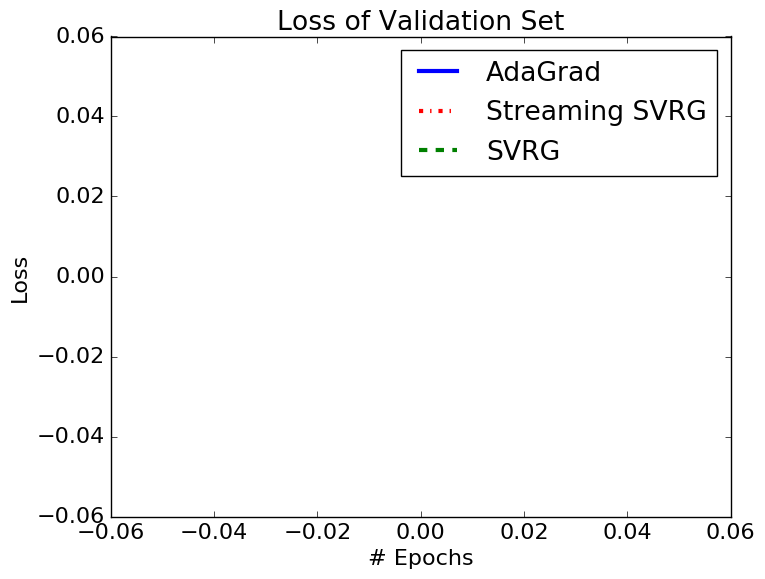 Loss of Validation Set
AdaGrad
Streaming SVRG
SVRG
0.06
0.04
0.02
0.00
−0.02
−0.04
−0.06
Loss
−0.06
−0.04
−0.02
0.00
0.02
0.04
0.06
# Epochs